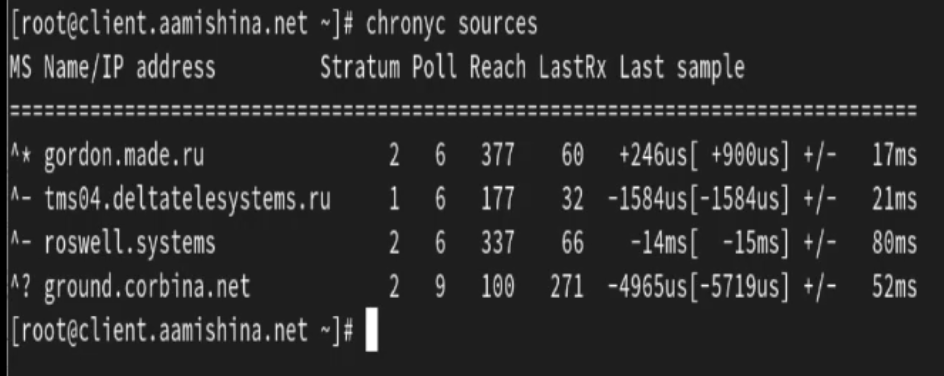 [root@client.aamishina.net ~]# chronyc sources
MS Name/IP address         Stratum Poll Reach LastRx Last sample
===============================================================================
^* gordon.made.ru                2   6   377    60   +246us[ +900us] +/-   17ms
^- tms04.deltatelesystems.ru     1   6   177    32  -1584us[-1584us] +/-   21ms
^- roswell.systems               2   6   337    66    -14ms[  -15ms] +/-   80ms
^? ground.corbina.net            2   9   100   271  -4965us[-5719us] +/-   52ms
[root@client.aamishina.net ~]#